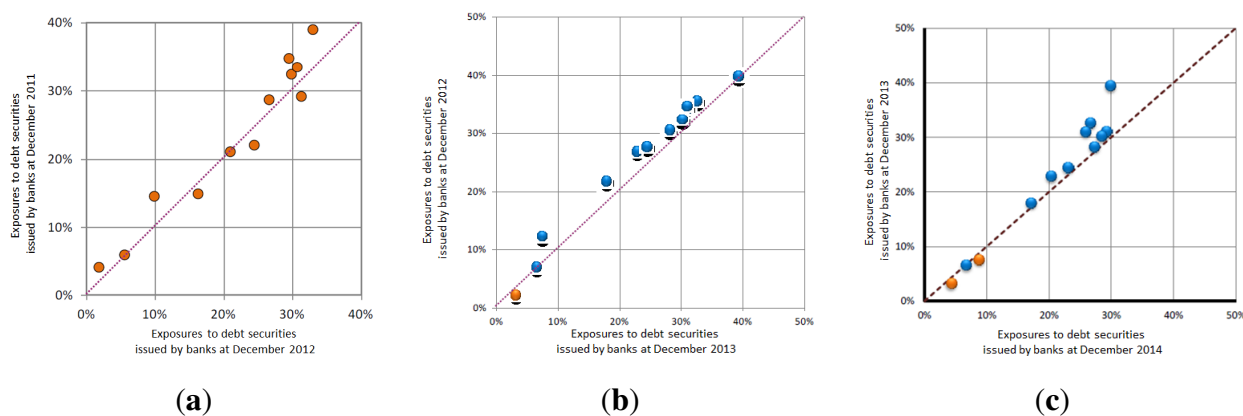 Exposures to debt securities
issued by banks at December 2011
40%
30%
20%
10%
0%
0%
10%
20%
30%
40%
Exposures to debt securities
issued by banks at December 2012
(a)
Exposures to debt securities
issued by banks at December 2012
50%
40%
30%
20%
10%
0%
0%
10%
20%
30%
40%
50%
Exposures to debt securities
issued by banks at December 2013
(b)
Exposures to debt securities
issued by banks at December 2013
50%
40%
30%
20%
10%
0%
0%
10%
20%
30%
40%
50%
Exposures to debt securities
issued by banks at December 2014
(c)